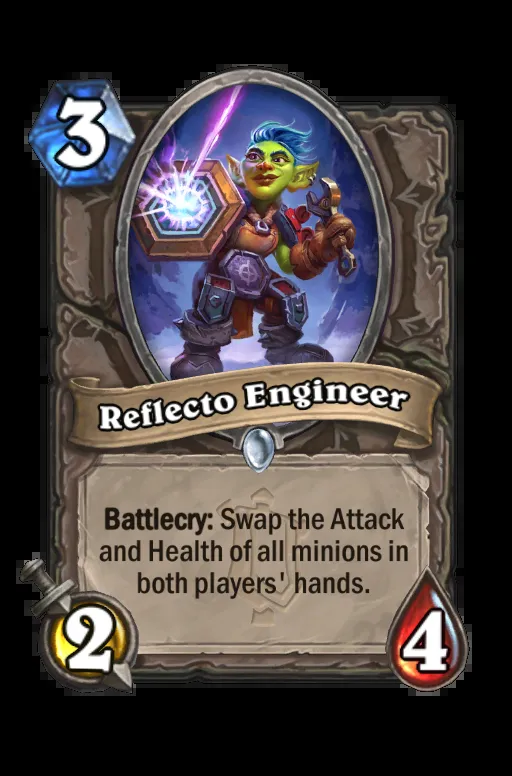 3
Reflecto Engineer
Battlecry: Swap the Attack
and Health of all minions in
both players' hands.
2
4